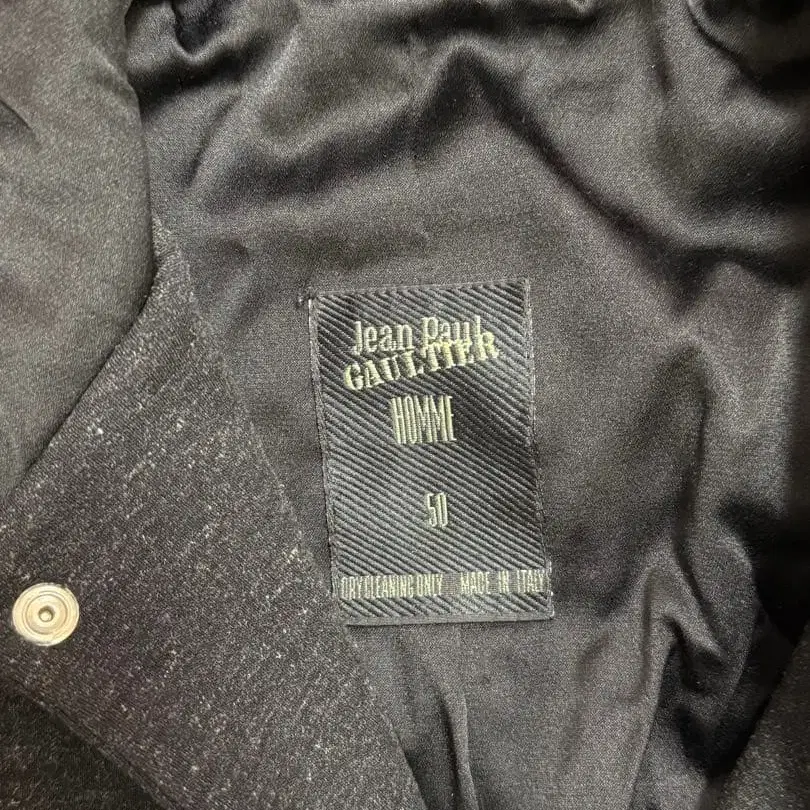 Jean Paul
GAULTIER
HOMME
50
DRY CLEANING ONLY MADE IN ITALY